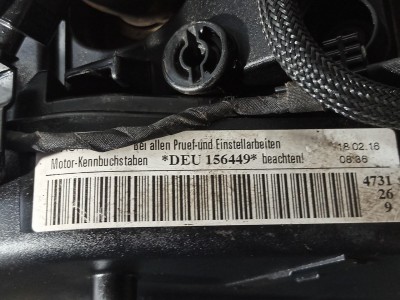 Bei allen Pruef-und Einstellarbeiten 18.02.16
Motor-Kennbuchstaben *DEU 156449* beachten! 08:36
4731
26
9